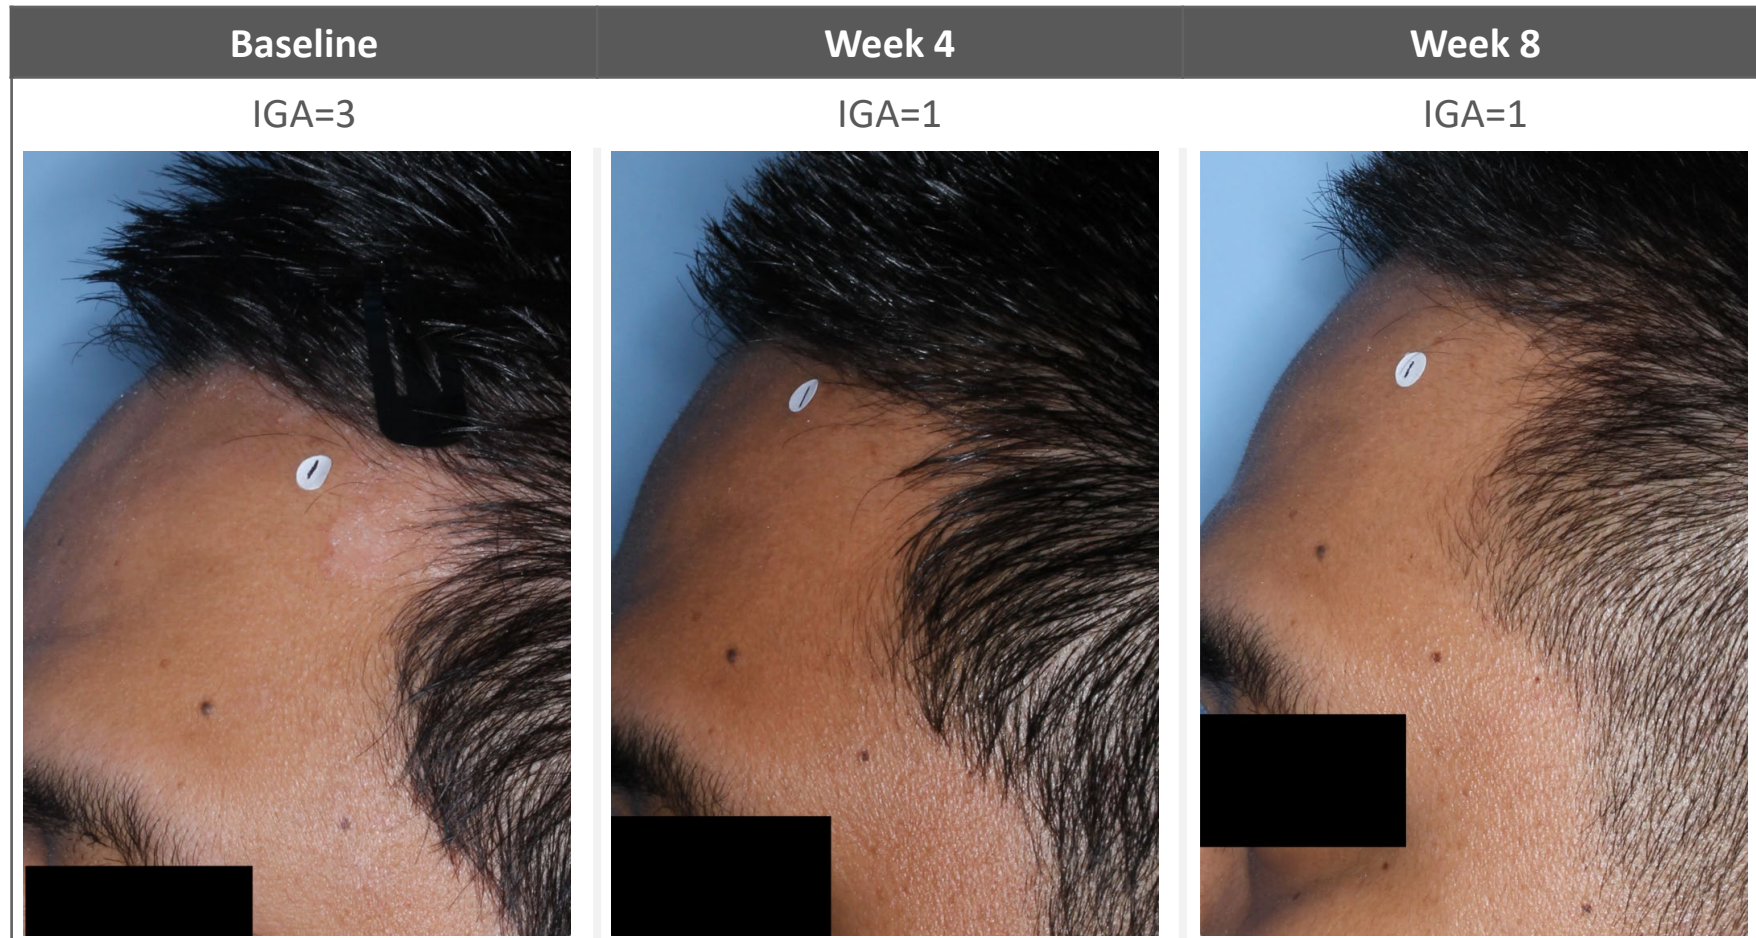 Baseline
Week 4
Week 8
IGA=3
IGA=1
IGA=1